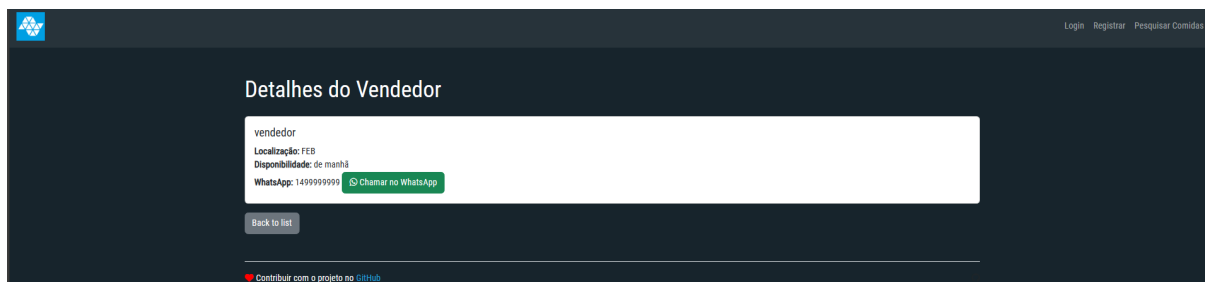 Login Registrar Pesquisar Comidas
Detalhes do Vendedor
vendedor
Localização: FEB
Disponibilidade: de manhã
WhatsApp: 1499999999 Chamar no WhatsApp
Back to list
Contribuir com o projeto no GitHub